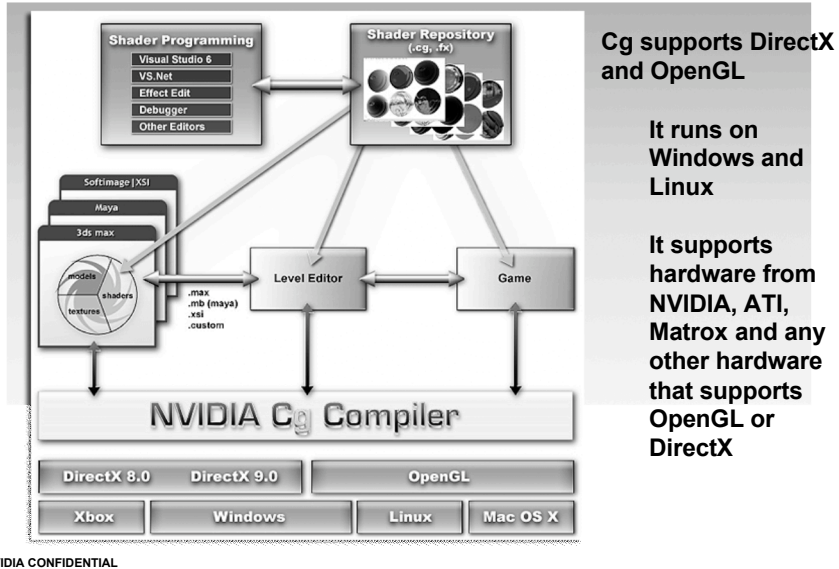 Shader Programming
Visual Studio 6
VS.Net
Effect Edit
Debugger
Other Editors
Shader Repository
(.cg, .fx)
Softimage|XSI
Maya
3ds max
models
shaders
textures
.max
.mb (maya)
.xsi
.custom
Level Editor
Game
NVIDIA Cg Compiler
DirectX 8.0 DirectX 9.0
OpenGL
Xbox
Windows
Linux
Mac OS X
Cg supports DirectX
and OpenGL
It runs on
Windows and
Linux
It supports
hardware from
NVIDIA, ATI,
Matrox and any
other hardware
that supports
OpenGL or
DirectX
VIDIA CONFIDENTIAL